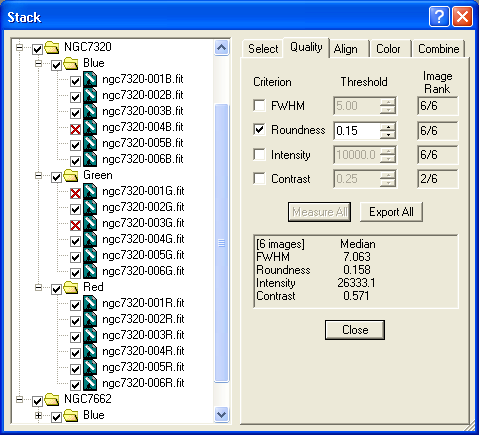 Stack
NGC7320
Blue
ngc7320-001B.fit
ngc7320-002B.fit
ngc7320-003B.fit
ngc7320-004B.fit
ngc7320-005B.fit
ngc7320-006B.fit
Green
ngc7320-001G.fit
ngc7320-002G.fit
ngc7320-003G.fit
ngc7320-004G.fit
ngc7320-005G.fit
ngc7320-006G.fit
Red
ngc7320-001R.fit
ngc7320-002R.fit
ngc7320-003R.fit
ngc7320-004R.fit
ngc7320-005R.fit
ngc7320-006R.fit
NGC7662
Blue
Select Quality Align Color Combine
Criterion Threshold Image Rank
FWHM 5.00 6/6
Roundness 0.15 6/6
Intensity 10000.0 6/6
Contrast 0.25 2/6
Measure All Export All
[6 images] Median
FWHM 7.063
Roundness 0.158
Intensity 26333.1
Contrast 0.571
Close